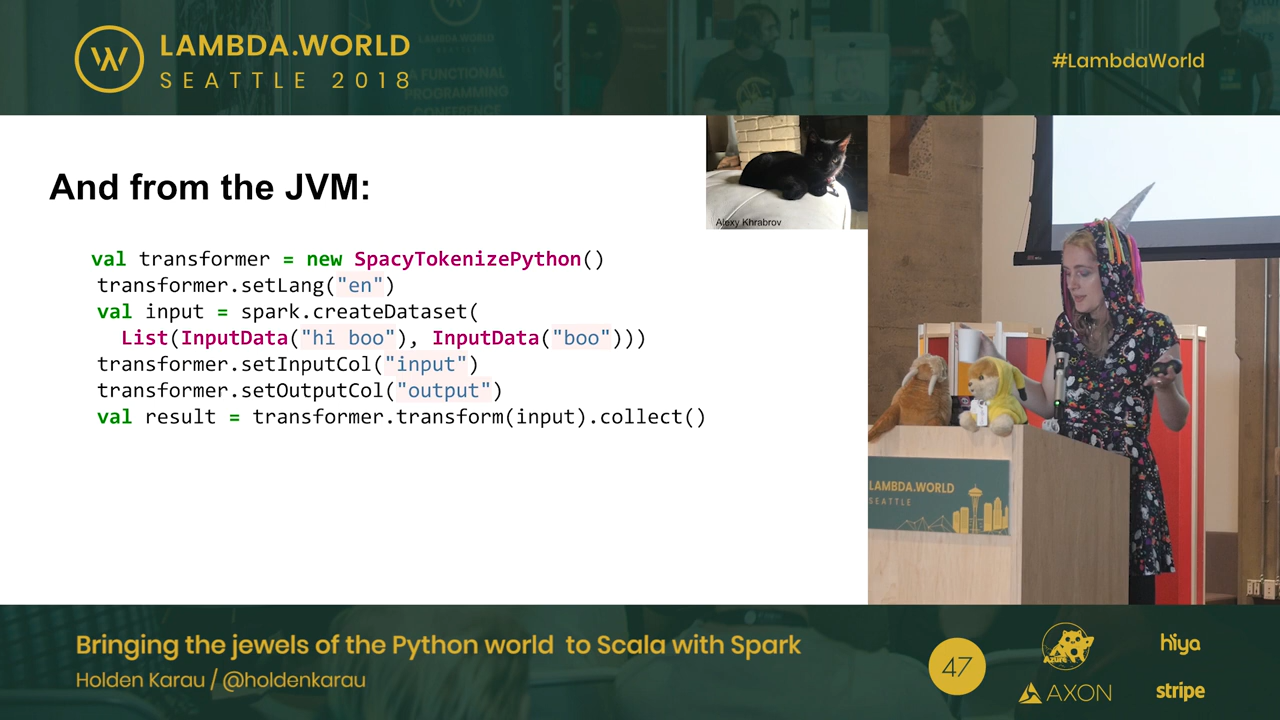 LAMBDA.WORLD
SEATTLE 2018
A FUNCTIONAL
PROGRAMMING
CONFERENCE
#LambdaWorld
And from the JVM:
Alexy Khrabrov
val transformer = new SpacyTokenizePython()
transformer.setLang("en")
val input = spark.createDataset(
List(InputData("hi boo"), InputData("boo")))
transformer.setInputCol("input")
transformer.setOutputCol("output")
val result = transformer.transform(input).collect()
LAMBDA.WORLD
SEATTLE
Bringing the jewels of the Python world to Scala with Spark
Holden Karau / @holdenkarau
47
Azure
AXON
hiya
stripe